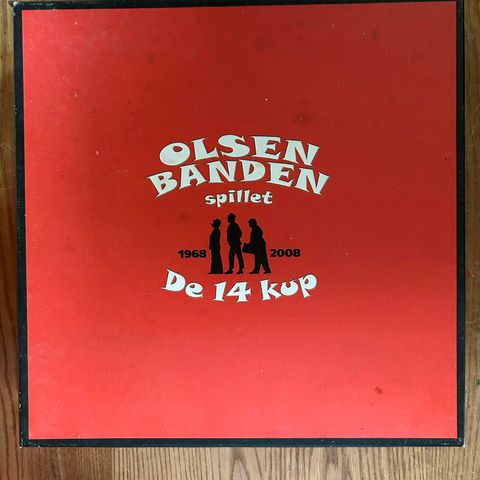 OLSEN
BANDEN
spillet
1968 2008
De 14 kup